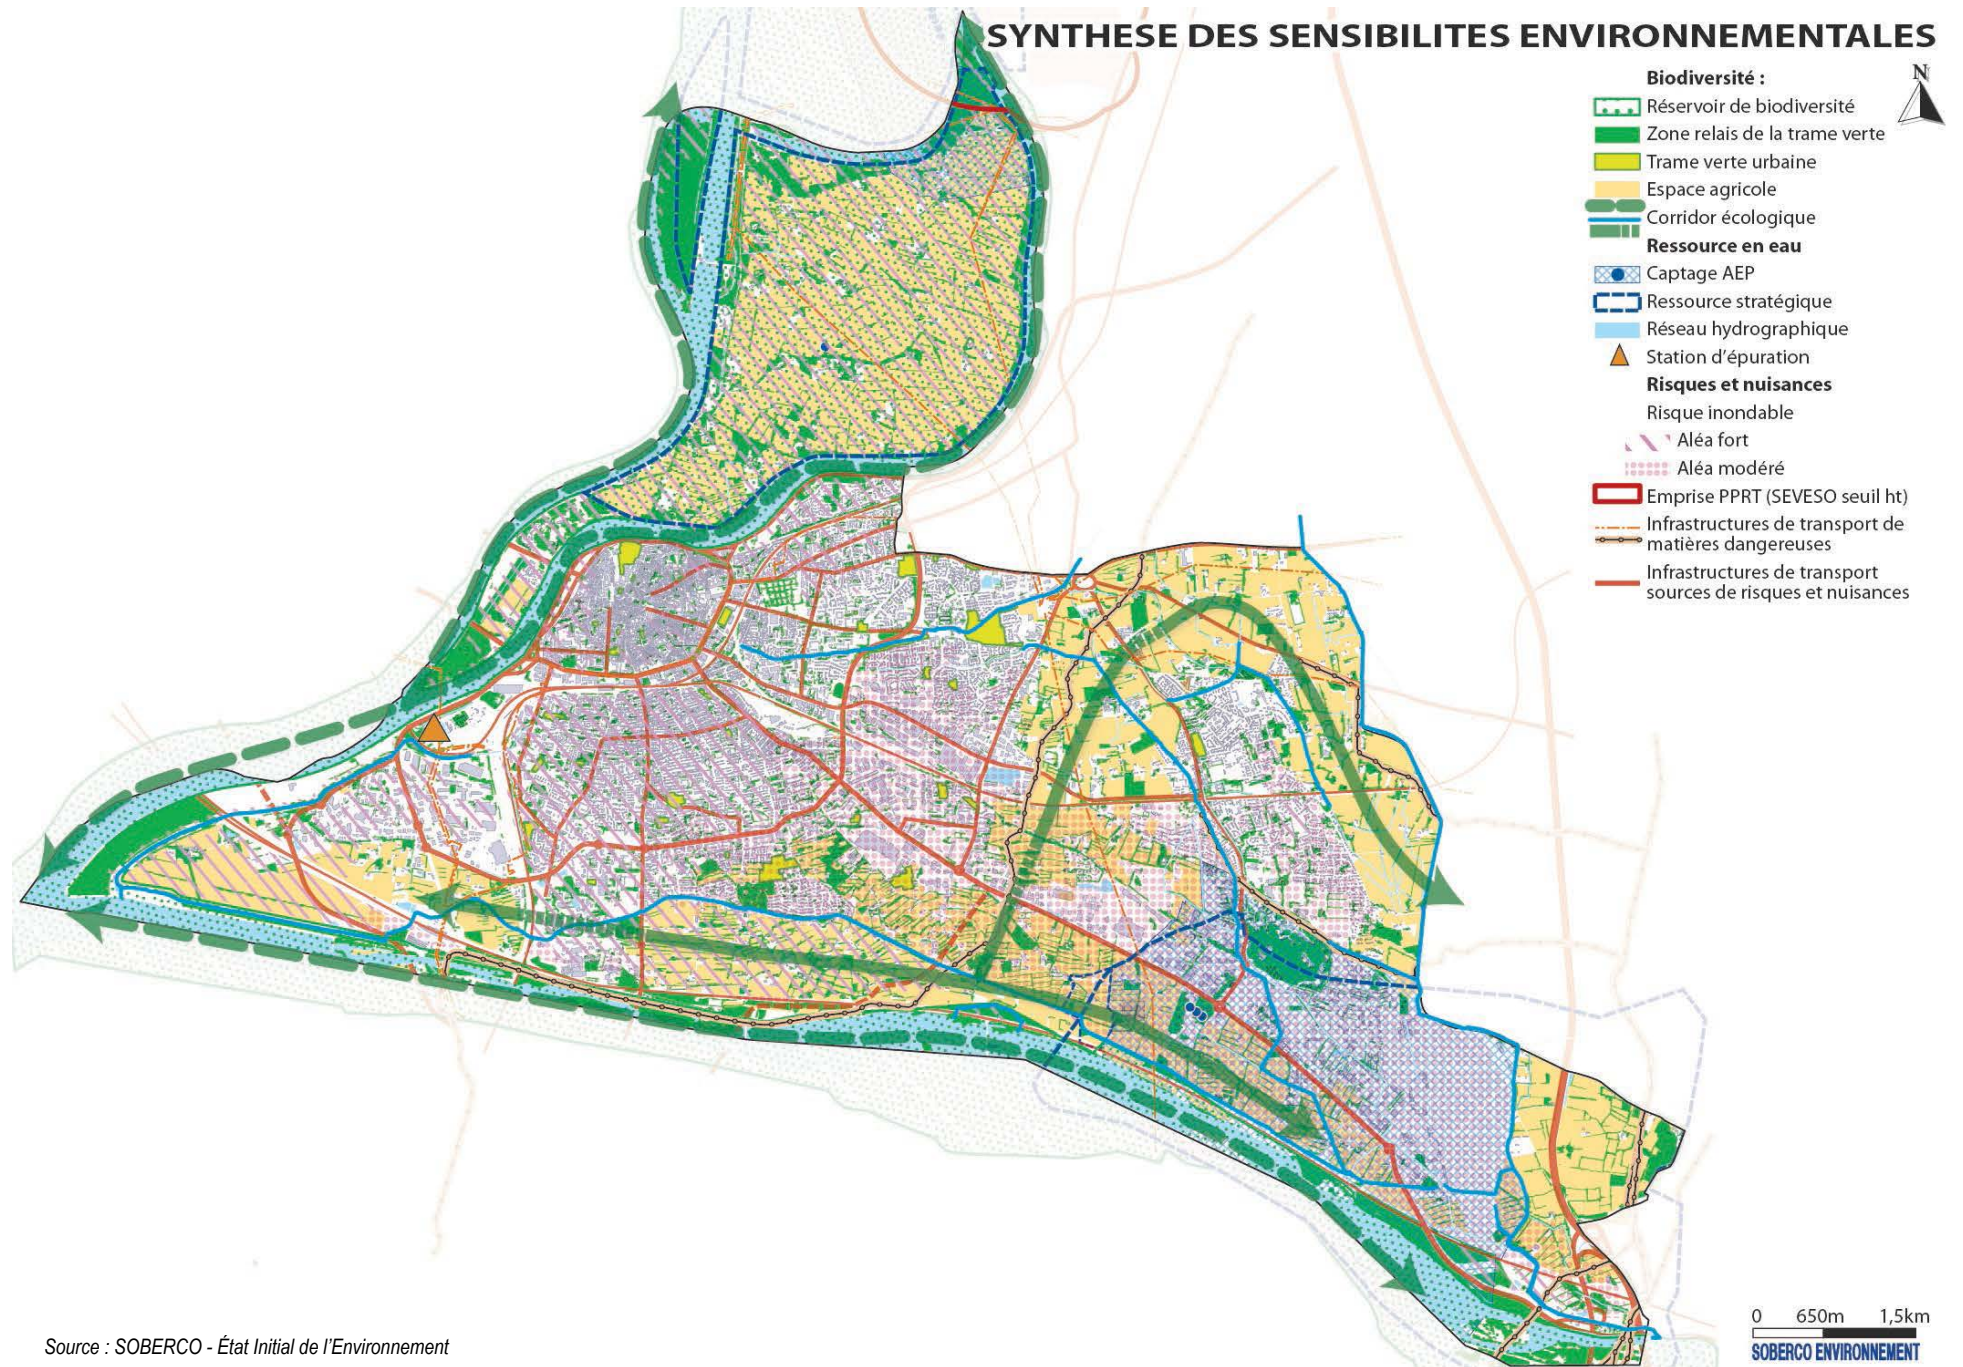 SYNTHESE DES SENSIBILITES ENVIRONNEMENTALES
N
Biodiversité :
Réservoir de biodiversité
Zone relais de la trame verte
Trame verte urbaine
Espace agricole
Corridor écologique
Ressource en eau
Captage AEP
Ressource stratégique
Réseau hydrographique
Station d'épuration
Risques et nuisances
Risque inondable
Aléa fort
Aléa modéré
Emprise PPRT (SEVESO seuil ht)
Infrastructures de transport de
matières dangereuses
Infrastructures de transport
sources de risques et nuisances
0 650m 1,5km
SOBERCO ENVIRONNEMENT
Source : SOBERCO - État Initial de l'Environnement